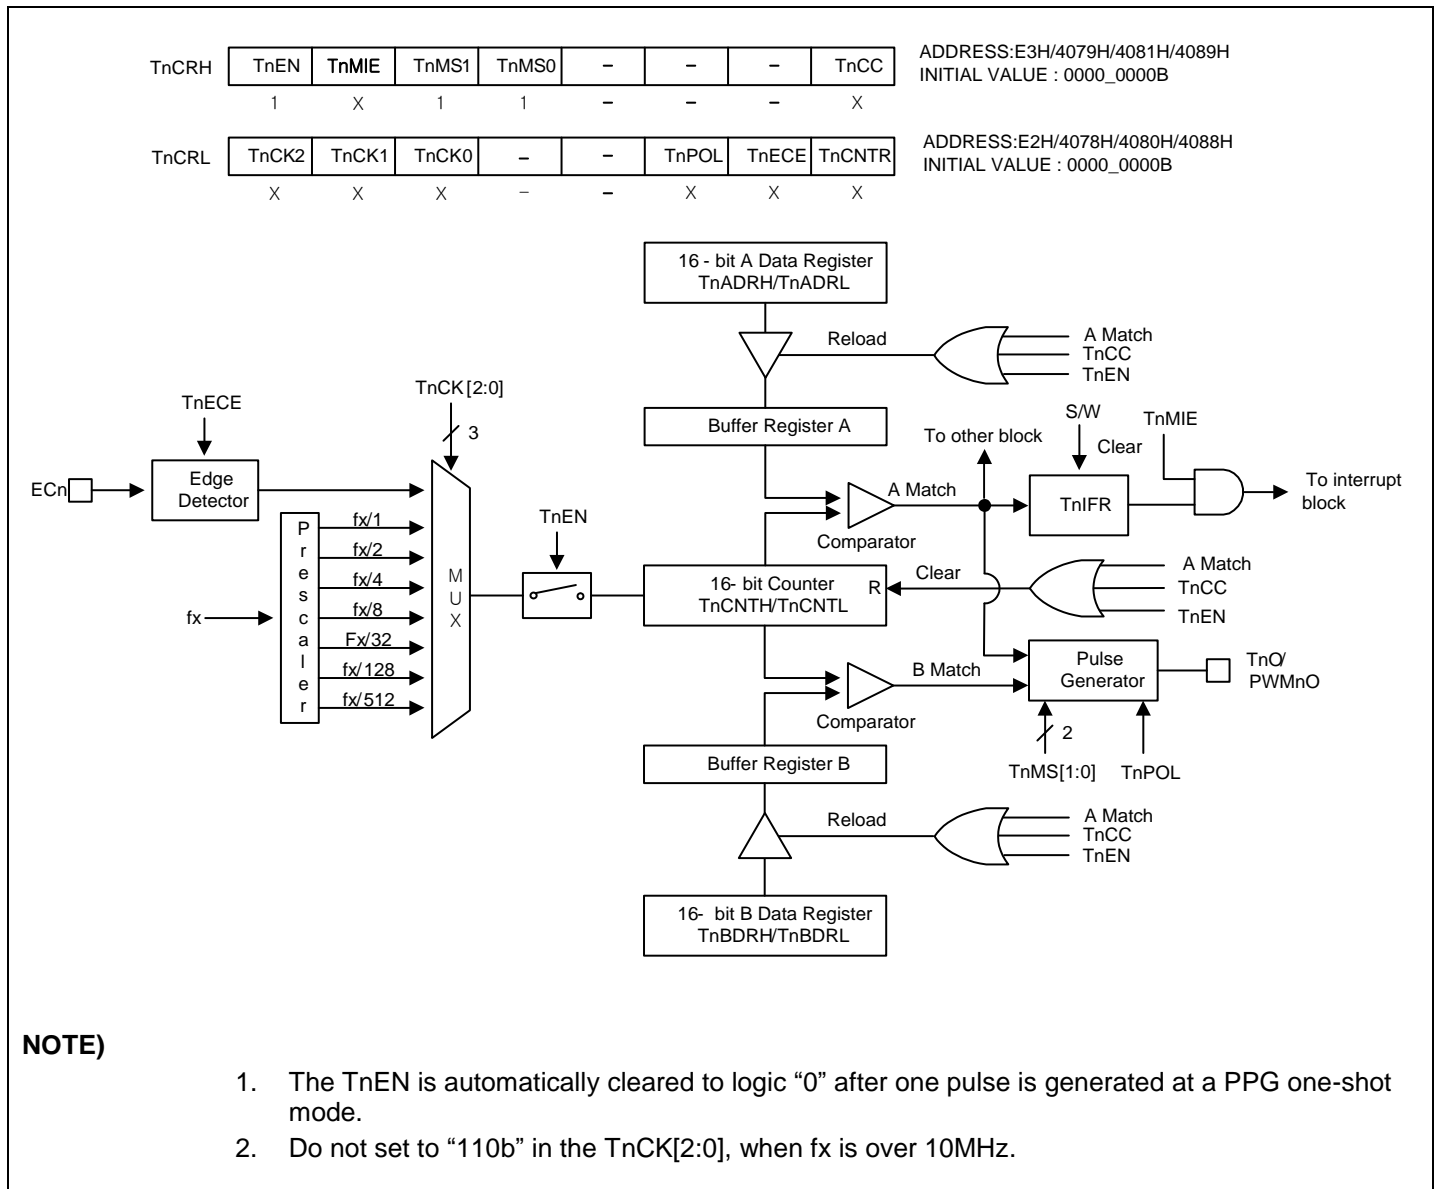 TnCRH TnEN TnMIE TnMS1 TnMS0 – – – TnCC
ADDRESS:E3H/4079H/4081H/4089H
INITIAL VALUE : 0000_0000B
1 X 1 1 – – – X
TnCRL TnCK2 TnCK1 TnCK0 – – TnPOL TnECE TnCNTR
ADDRESS:E2H/4078H/4080H/4088H
INITIAL VALUE : 0000_0000B
X X X – – X X X
16 - bit A Data Register
TnADRH/TnADRL
Reload
A Match
TnCC
TnEN
TnECE
TnCK[2:0]
3
Buffer Register A
To other block
S/W
Clear
TnMIE
ECn
Edge
Detector
A Match
TnIFR
To interrupt
block
Comparator
Prescaler
fx
fx/1
fx/2
fx/4
fx/8
Fx/32
fx/128
fx/512
MUX
TnEN
16- bit Counter
TnCNTH/TnCNTL
R
Clear
A Match
TnCC
TnEN
B Match
Comparator
Pulse
Generator
TnO/
PWMnO
2
TnMS[1:0]
TnPOL
Buffer Register B
Reload
A Match
TnCC
TnEN
16- bit B Data Register
TnBDRH/TnBDRL
NOTE)
1. The TnEN is automatically cleared to logic “0” after one pulse is generated at a PPG one-shot
mode.
2. Do not set to “110b” in the TnCK[2:0], when fx is over 10MHz.